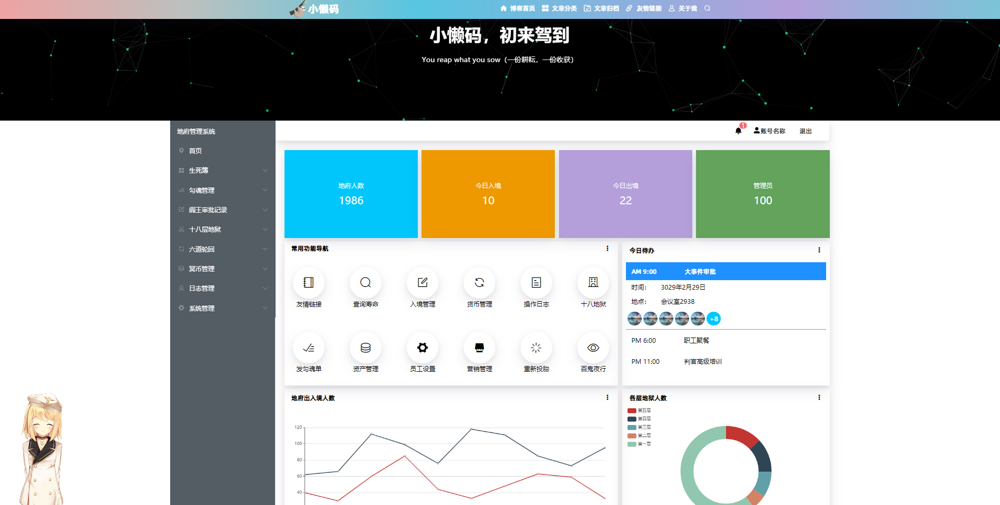 小懒码
博客首页 文章分类 文章归档 友情链接 关于我
小懒码，初来驾到
You reap what you sow（一份耕耘，一份收获）
地府管理系统
首页
生死簿
勾魂管理
阎王审批记录
十八层地狱
六道轮回
冥币管理
日志管理
系统管理
1
账号名称 退出
地府人数
1986
今日入境
10
今日出境
22
管理员
100
常用功能导航
友情链接 查询寿命 入境管理 货币管理 操作日志 十八地狱
发勾魂单 资产管理 员工设置 营销管理 重新投胎 百鬼夜行
今日待办
AM 9:00 大事件审批
时间： 3029年2月29日
地点： 会议室2938
+8
PM 6:00 职工聚餐
PM 11:00 判官高级培训
地府出入境人数
120
100
80
60
40
各层地狱人数
第五层
第四层
第三层
第二层
第一层